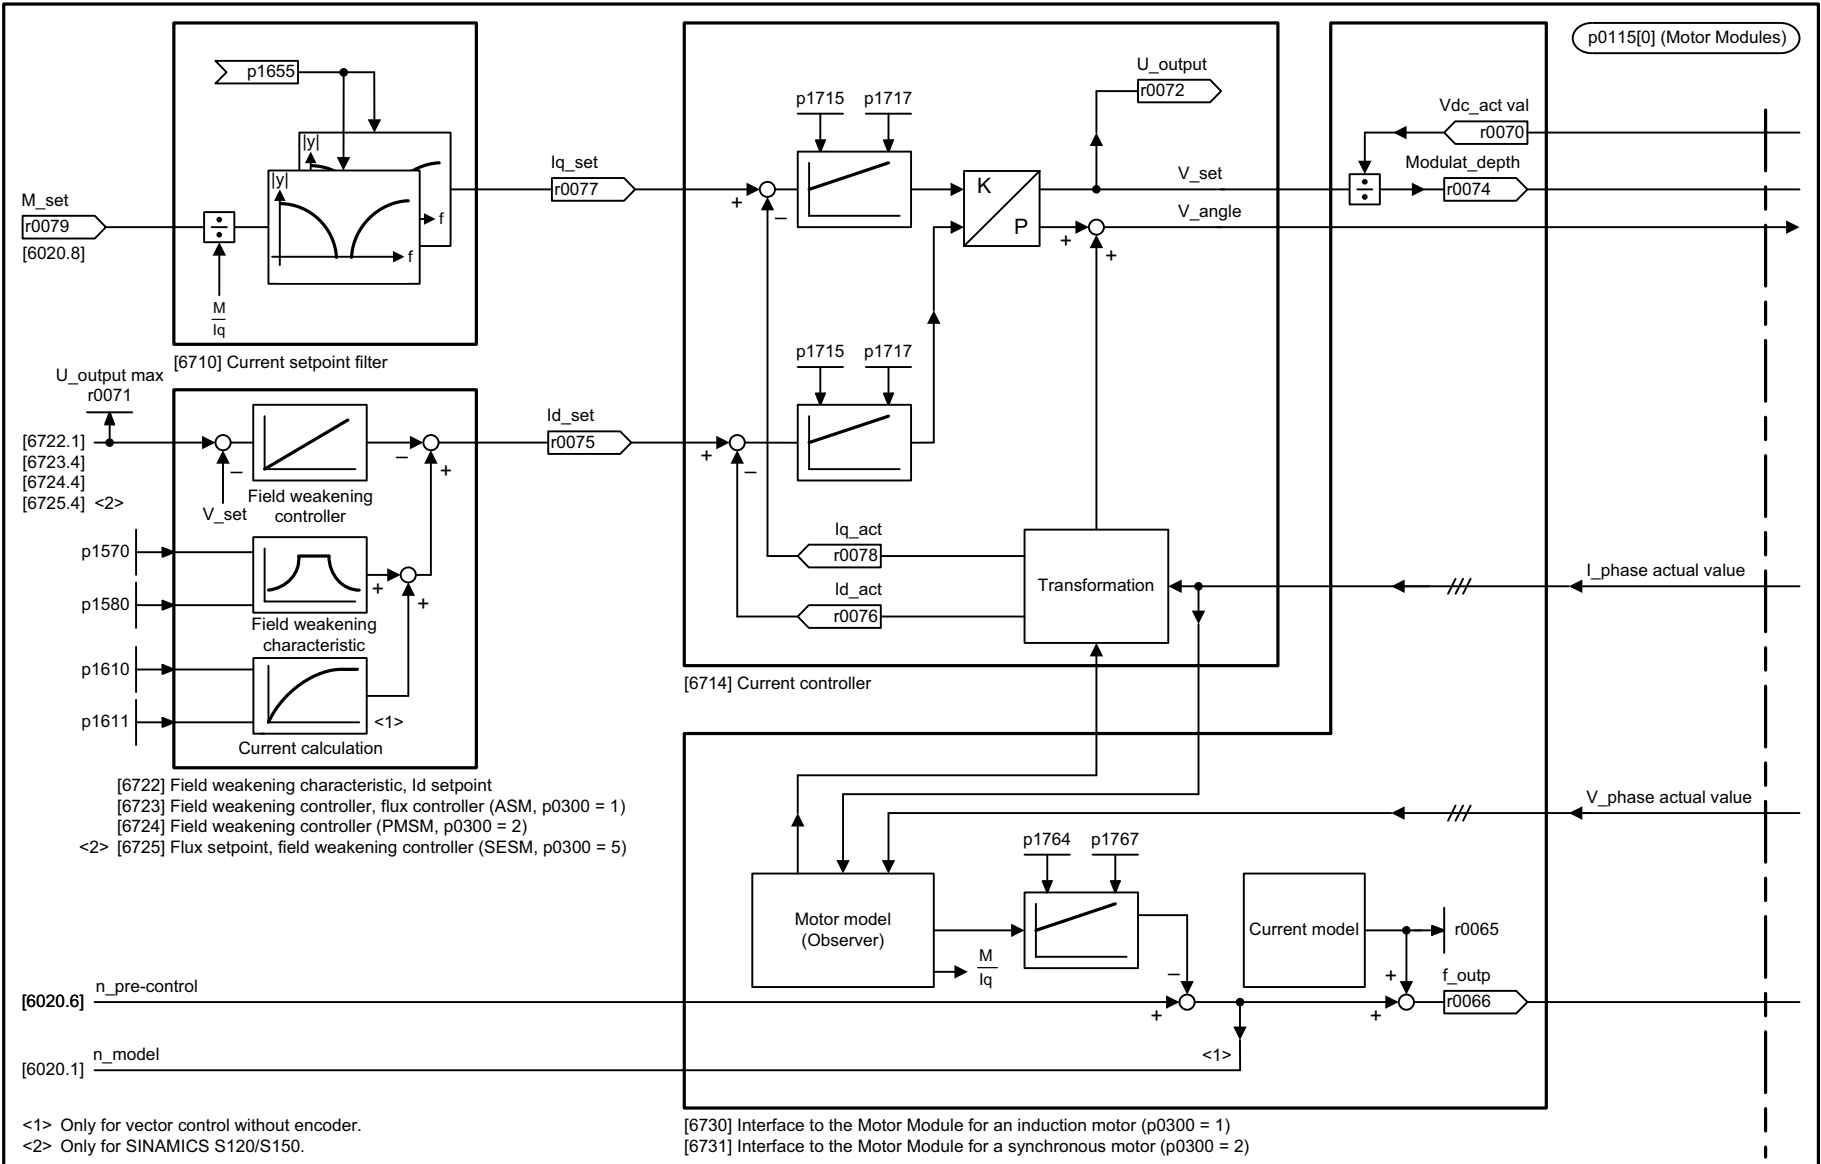 p0115[0] (Motor Modules)
p1655
|y|
f
|y|
f
M_set
r0079
[6020.8]
÷
M
Iq
[6710] Current setpoint filter
Iq_set
r0077
+
–
p1715
p1717
K
P
U_output
r0072
V_set
V_angle
+
+
Vdc_act val
r0070
Modulat_depth
÷
r0074
U_output max
r0071
[6722.1]
[6723.4]
[6724.4]
[6725.4] <2>
–
V_set
Field weakening
controller
–
+
p1570
p1580
+
+
Field weakening
characteristic
p1610
p1611
<1>
Current calculation
Id_set
r0075
+
–
p1715
p1717
Iq_act
r0078
Id_act
r0076
Transformation
I_phase actual value
[6714] Current controller
[6722] Field weakening characteristic, Id setpoint
[6723] Field weakening controller, flux controller (ASM, p0300 = 1)
[6724] Field weakening controller (PMSM, p0300 = 2)
<2> [6725] Flux setpoint, field weakening controller (SESM, p0300 = 5)
V_phase actual value
p1764
p1767
Motor model
(Observer)
M
Iq
Current model
r0065
–
+
+
+
f_outp
r0066
[6020.6]
n_pre-control
[6020.1]
n_model
<1>
<1> Only for vector control without encoder.
<2> Only for SINAMICS S120/S150.
[6730] Interface to the Motor Module for an induction motor (p0300 = 1)
[6731] Interface to the Motor Module for a synchronous motor (p0300 = 2)